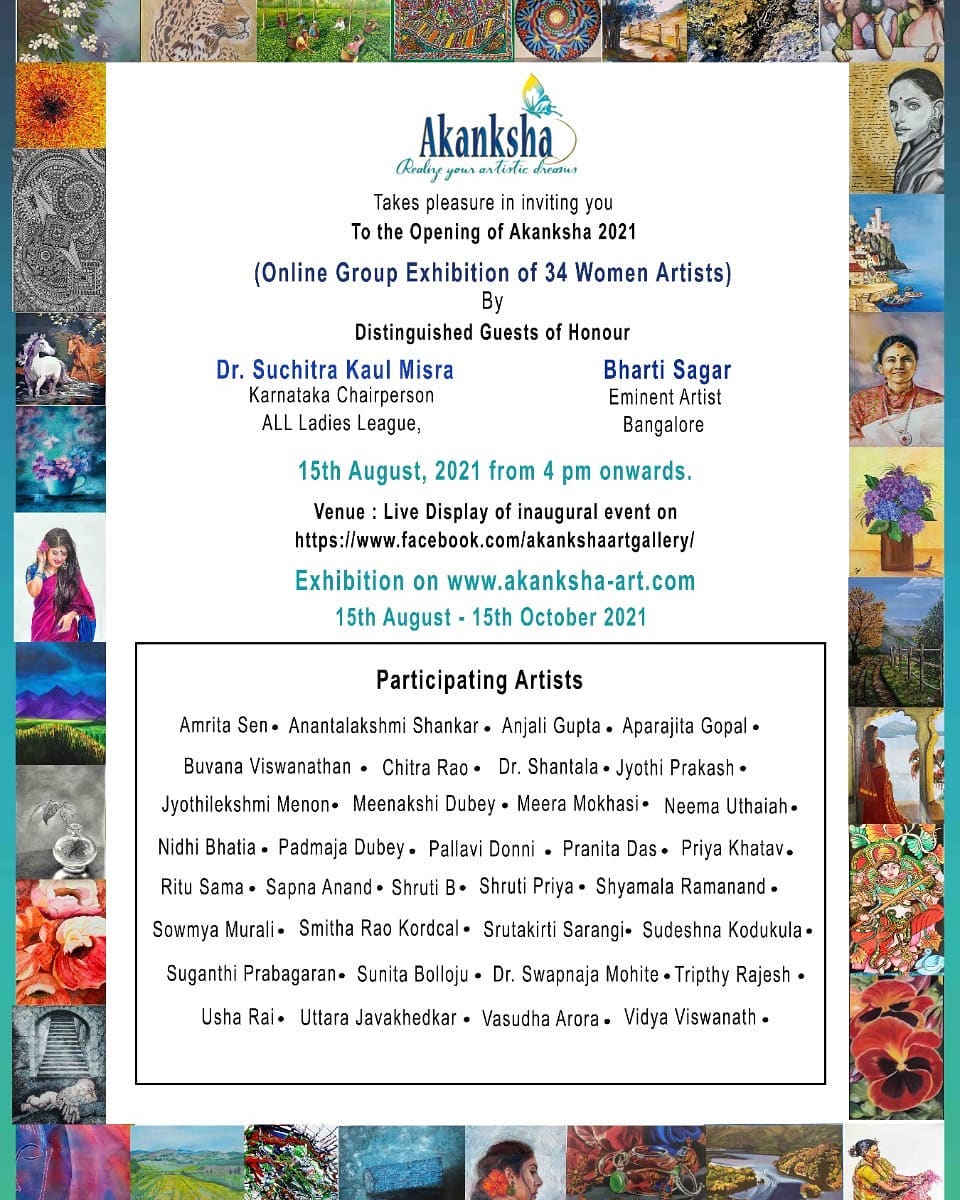 Akanksha
Realize your artistic dreams
Takes pleasure in inviting you
To the Opening of Akanksha 2021
(Online Group Exhibition of 34 Women Artists)
By
Distinguished Guests of Honour
Dr. Suchitra Kaul Misra
Karnataka Chairperson
ALL Ladies League,
Bharti Sagar
Eminent Artist
Bangalore
15th August, 2021 from 4 pm onwards.
Venue : Live Display of inaugural event on
https://www.facebook.com/akankshaartgallery/
Exhibition on www.akanksha-art.com
15th August - 15th October 2021
Participating Artists
Amrita Sen • Anantalakshmi Shankar • Anjali Gupta • Aparajita Gopal •
Buvana Viswanathan • Chitra Rao • Dr. Shantala • Jyothi Prakash •
Jyothilekshmi Menon • Meenakshi Dubey • Meera Mokhasi • Neema Uthaiah •
Nidhi Bhatia • Padmaja Dubey • Pallavi Donni • Pranita Das • Priya Khatav •
Ritu Sama • Sapna Anand • Shruti B • Shruti Priya • Shyamala Ramanand •
Sowmya Murali • Smitha Rao Kordcal • Srutakirti Sarangi • Sudeshna Kodukula •
Suganthi Prabagaran • Sunita Bolloju • Dr. Swapnaja Mohite • Tripthy Rajesh •
Usha Rai • Uttara Javakhedkar • Vasudha Arora • Vidya Viswanath •